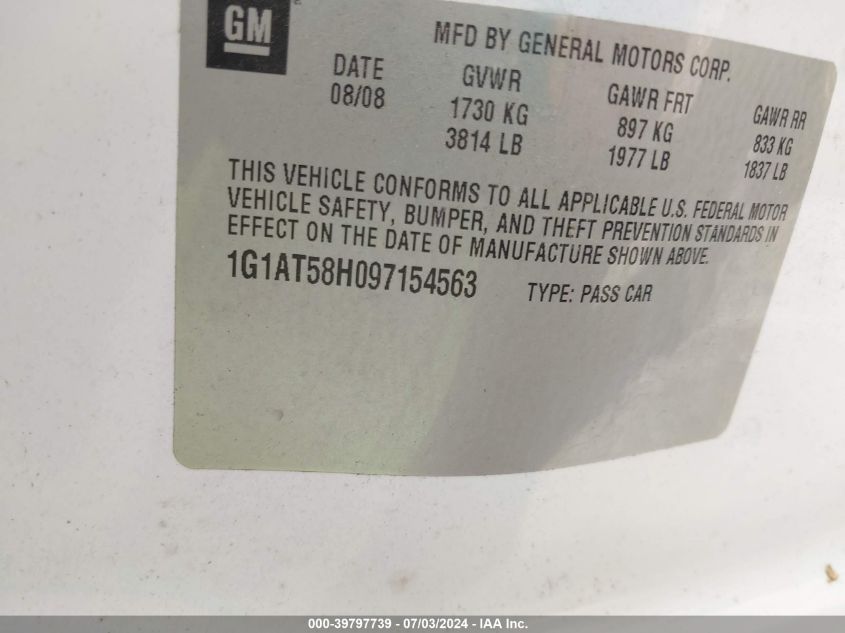 GM
MFD BY GENERAL MOTORS CORP.
DATE GVWR GAWR FRT GAWR RR
08/08 1730 KG 897 KG 833 KG
3814 LB 1977 LB 1837 LB
THIS VEHICLE CONFORMS TO ALL APPLICABLE U.S. FEDERAL MOTOR
VEHICLE SAFETY, BUMPER, AND THEFT PREVENTION STANDARDS IN
EFFECT ON THE DATE OF MANUFACTURE SHOWN ABOVE.
1G1AT58H097154563 TYPE: PASS CAR
000-39797739 - 07/03/2024 - IAA Inc.